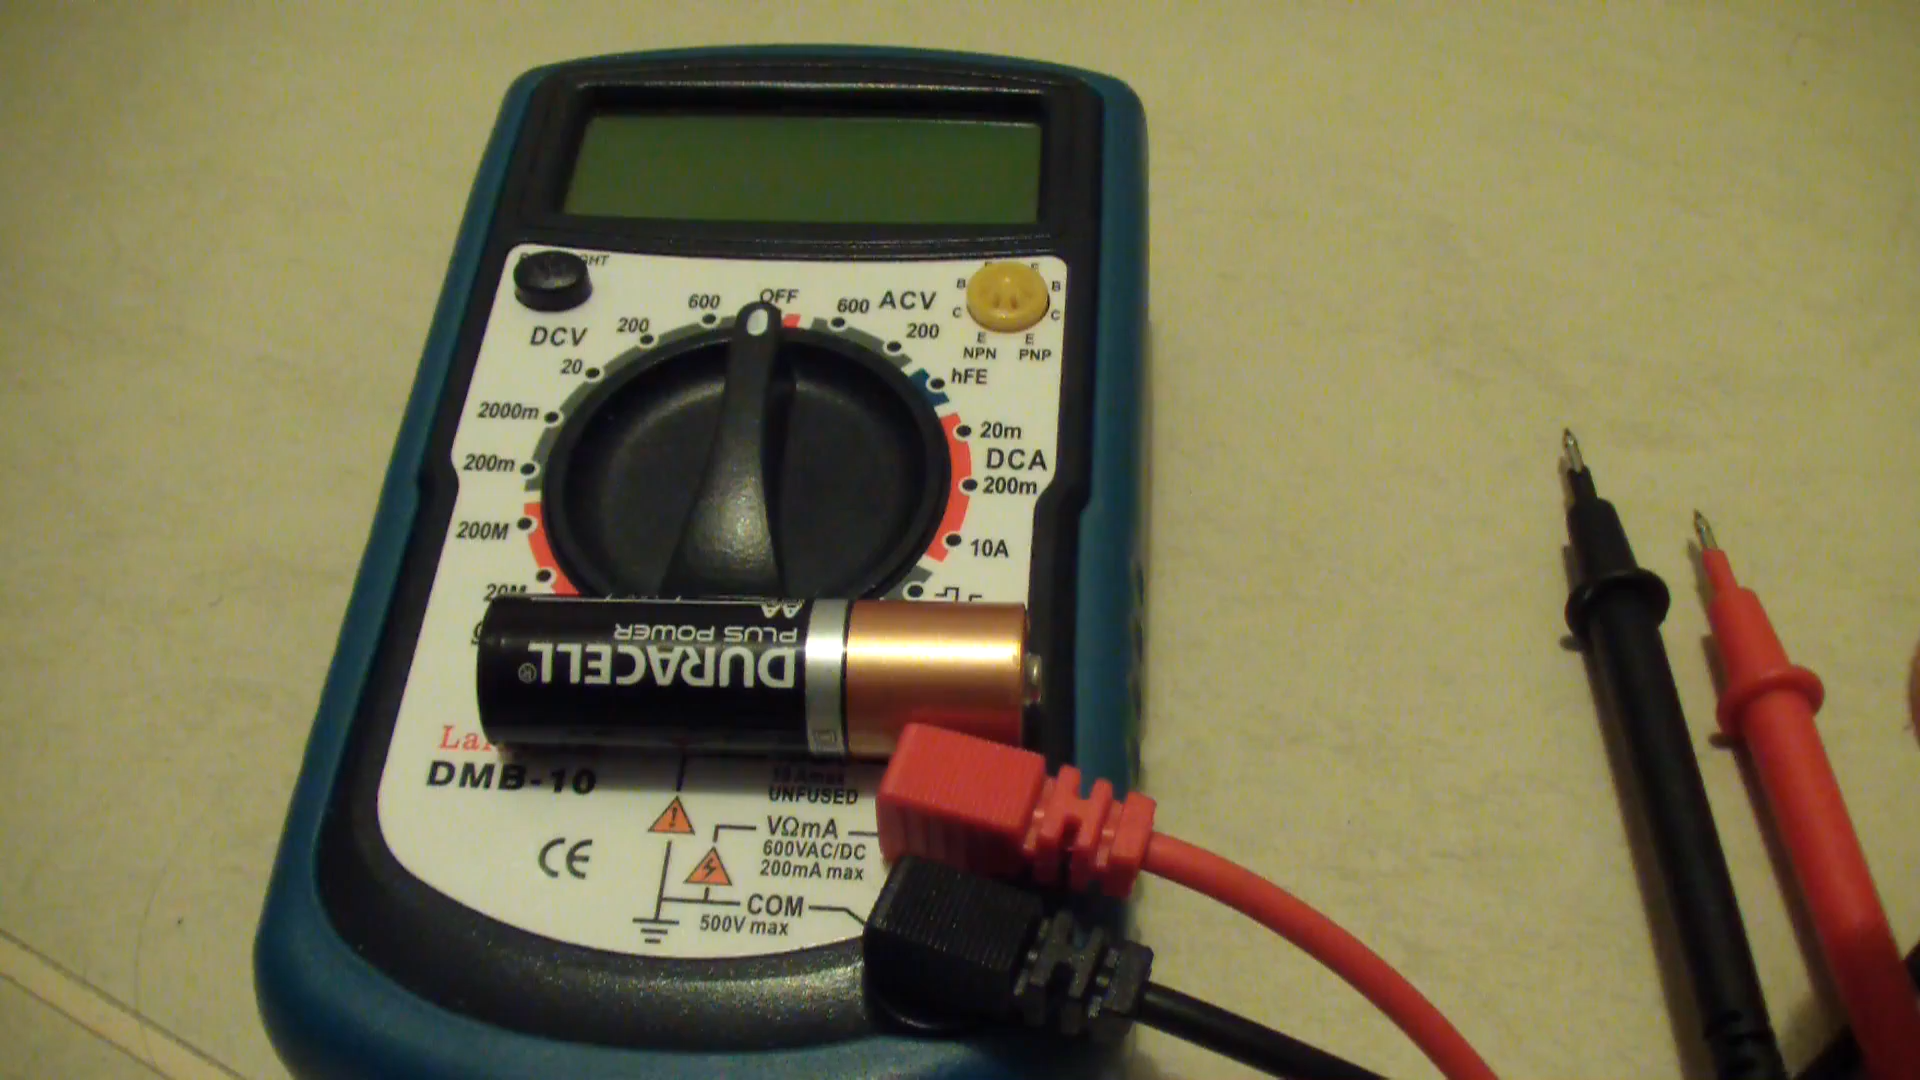 OFF
600
600
ACV
DCV
200
200
20
hFE
B
B
C
C
E
E
NPN
PNP
2000m
20m
DCA
200m
200m
200M
10A
20M
AA
PLUS POWER
DURACELL®
DMB-10
UNFUSED
VΩmA
600VAC/DC
200mA max
CE
COM
500V max